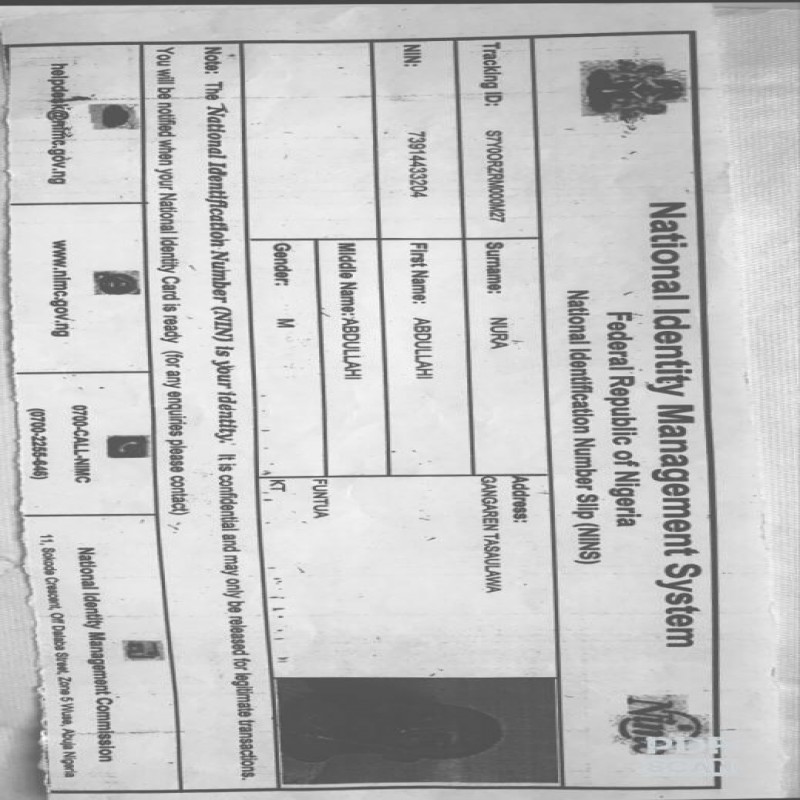 National Identity Management System
Federal Republic of Nigeria
National Identification Number Slip (NINS)
Tracking ID: S7Y0ORZRM000M27
Surname: NURA
Address:
GANGAREN TASAULAWA
NIN: 73914433204
First Name: ABDULLAHI
Middle Name: ABDULLAHI
FUNTUA
Gender: M
KT
Note: The National Identification Number (NIN) is your identity. It is confidential and may only be released for legitimate transactions.
You will be notified when your National Identity Card is ready (for any enquiries please contact)
helpdesk@nimc.gov.ng
www.nimc.gov.ng
0700-CALL-NIMC
(0700-2255-646)
National Identity Management Commission
11, Sokode Crescent, Off Dalaba Street, Zone 5 Wuse, Abuja Nigeria